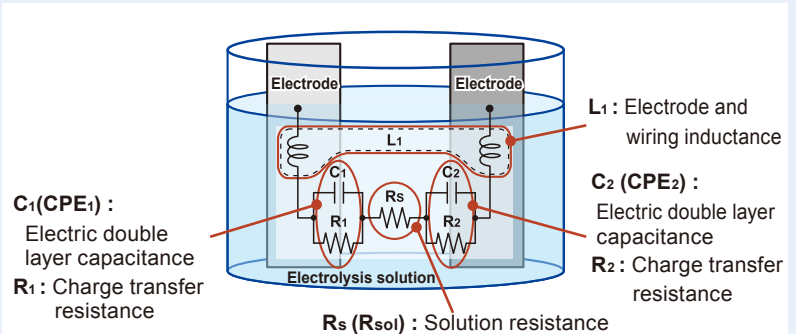 Electrode
Electrode
L1 : Electrode and
wiring inductance
L1
C1
C2
RS
R1
R2
C1(CPE1) :
Electric double
layer capacitance
R1 : Charge transfer
resistance
C2 (CPE2) :
Electric double layer
capacitance
R2 : Charge transfer
resistance
Electrolysis solution
RS (Rsol) : Solution resistance